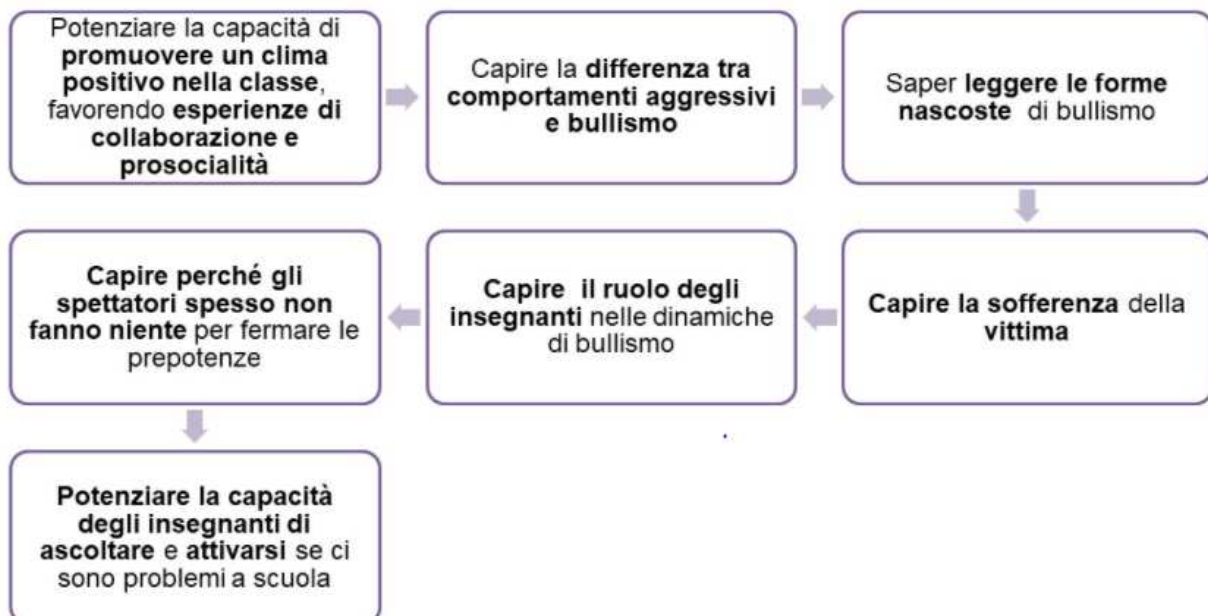 Potenziare la capacità di
promuovere un clima
positivo nella classe,
favorendo esperienze di
collaborazione e
prosocialità
Capire la differenza tra
comportamenti aggressivi
e bullismo
Saper leggere le forme
nascoste di bullismo
Capire la sofferenza della
vittima
Capire il ruolo degli
insegnanti nelle dinamiche
di bullismo
Capire perché gli
spettatori spesso non
fanno niente per fermare le
prepotenze
Potenziare la capacità
degli insegnanti di
ascoltare e attivarsi se ci
sono problemi a scuola